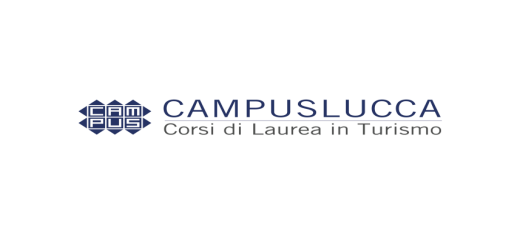 CAM
PUS
CAMPUSLUCCA
Corsi di Laurea in Turismo